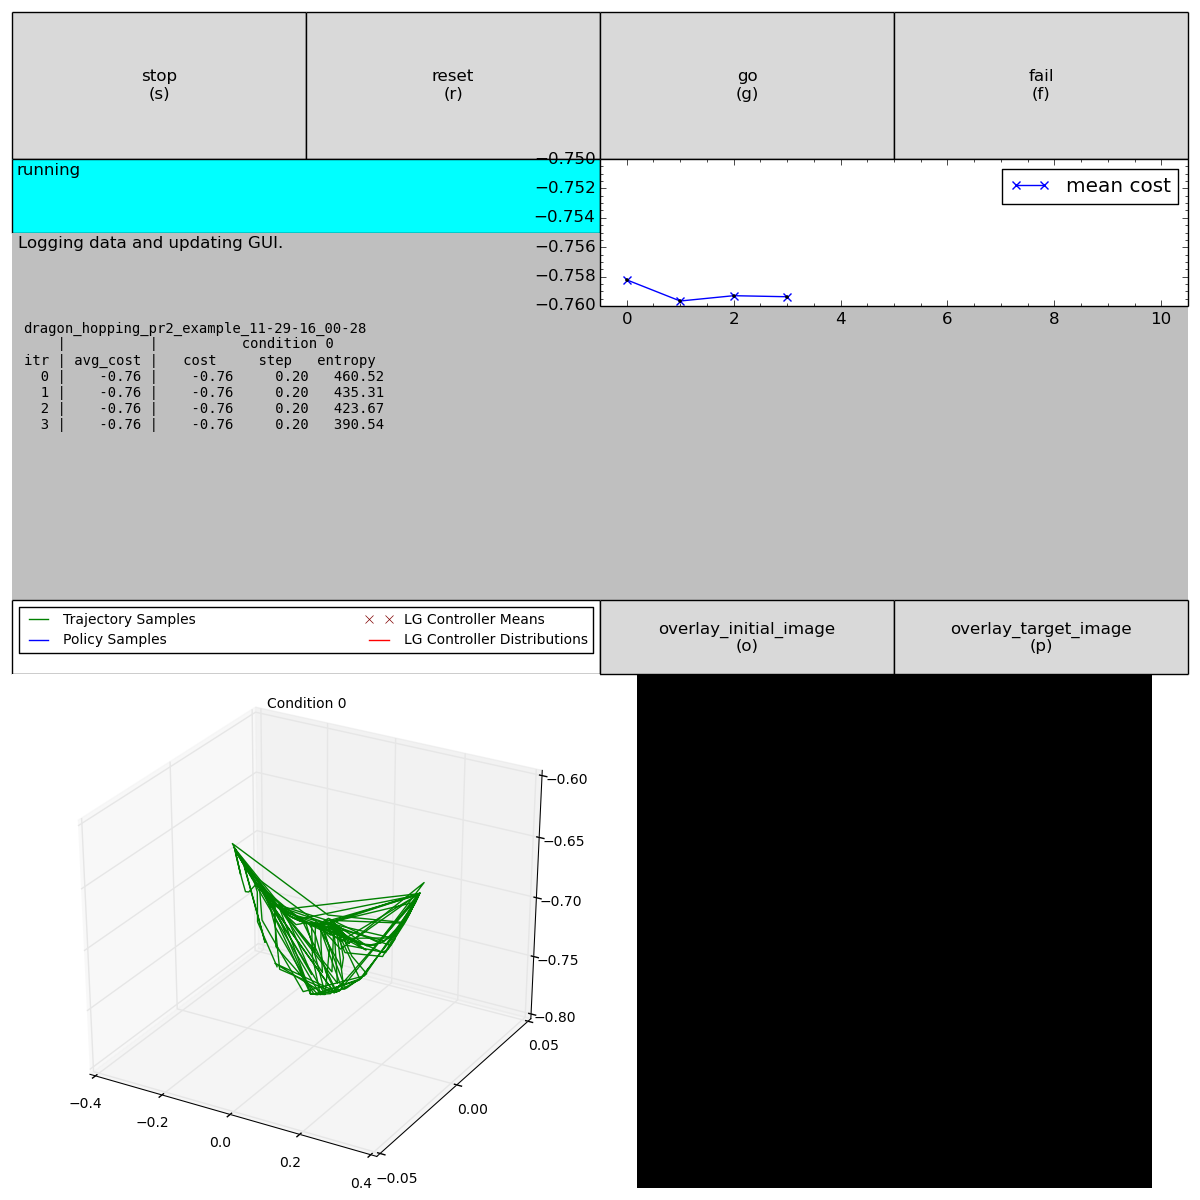 stop
(s)
reset
(r)
go
(g)
fail
(f)
running
Logging data and updating GUI.
−0.750
−0.752
−0.754
−0.756
−0.758
−0.760
mean cost
0 2 4 6 8 10
dragon_hopping_pr2_example_11-29-16_00-28
| | condition 0
itr | avg_cost | cost step entropy
0 | -0.76 | -0.76 0.20 460.52
1 | -0.76 | -0.76 0.20 435.31
2 | -0.76 | -0.76 0.20 423.67
3 | -0.76 | -0.76 0.20 390.54
Trajectory Samples
Policy Samples
LG Controller Means
LG Controller Distributions
overlay_initial_image
(o)
overlay_target_image
(p)
Condition 0
−0.60
−0.65
−0.70
−0.75
−0.80
0.05
0.00
−0.05
−0.4
−0.2
0.0
0.2
0.4